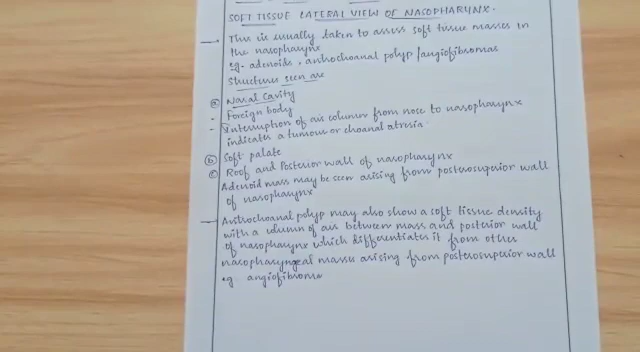 SOFT TISSUE LATERAL VIEW OF NASOPHARYNX.
This is usually taken to assess soft tissue masses in
the nasopharynx
eg- adenoids, antrochoanal polyp/angiofibromas
Structures seen are
(a) Nasal Cavity
- Foreign body
- Interruption of air column from nose to nasopharynx
indicates a tumour or choanal atresia.
(b) Soft palate
(c) Roof and Posterior wall of nasopharynx
Adenoid mass may be seen arising from posterosuperior wall
of nasopharynx
Antrochoanal polyp may also show a soft tissue density
with a column of air between mass and posterior wall
of nasopharynx which differentiates it from other
nasopharyngeal masses arising from posterosuperior wall
eg. angiofibroma